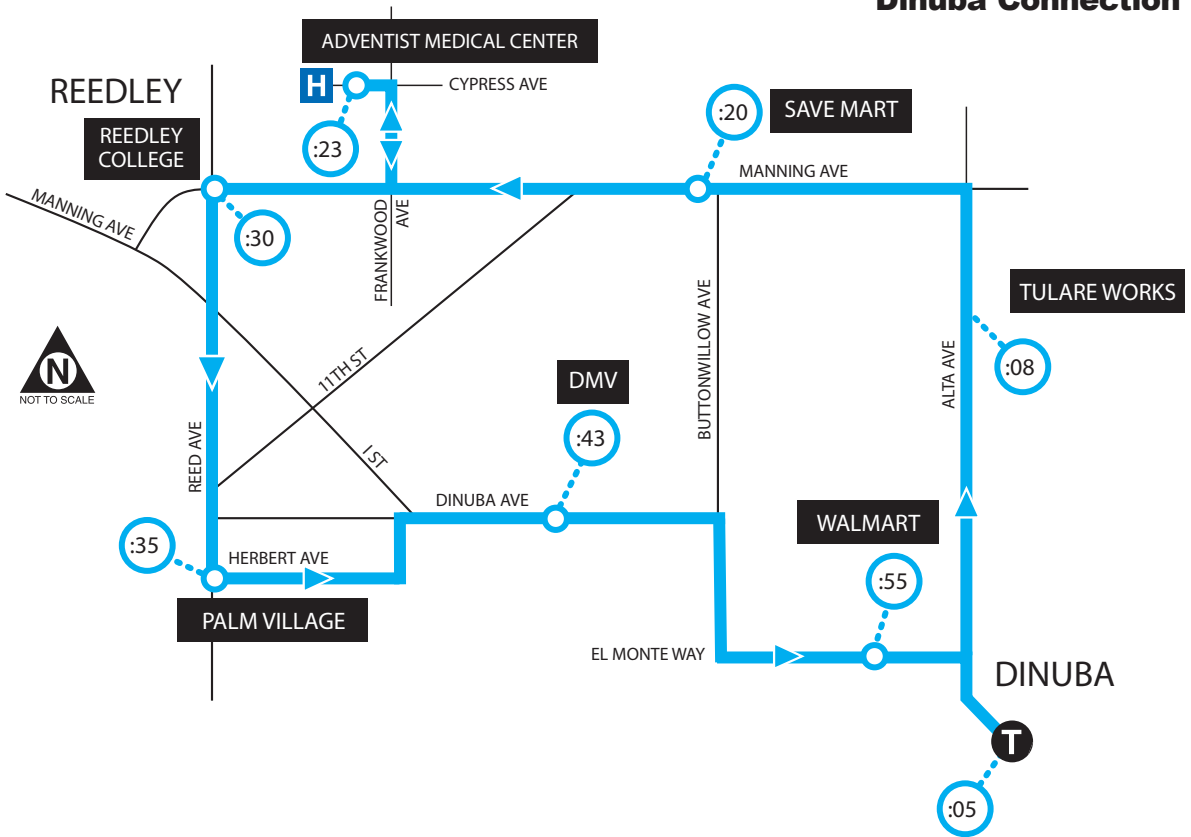 Dinuba Connection
ADVENTIST MEDICAL CENTER
H
CYPRESS AVE
REEDLEY
:20
SAVE MART
REEDLEY
COLLEGE
:23
MANNING AVE
MANNING AVE
:30
FRANKWOOD
AVE
TULARE WORKS
N
NOT TO SCALE
11TH ST
DMV
BUTTONWILLOW AVE
ALTA AVE
:08
:43
REED AVE
I ST
DINUBA AVE
WALMART
:35
HERBERT AVE
:55
PALM VILLAGE
EL MONTE WAY
DINUBA
T
:05